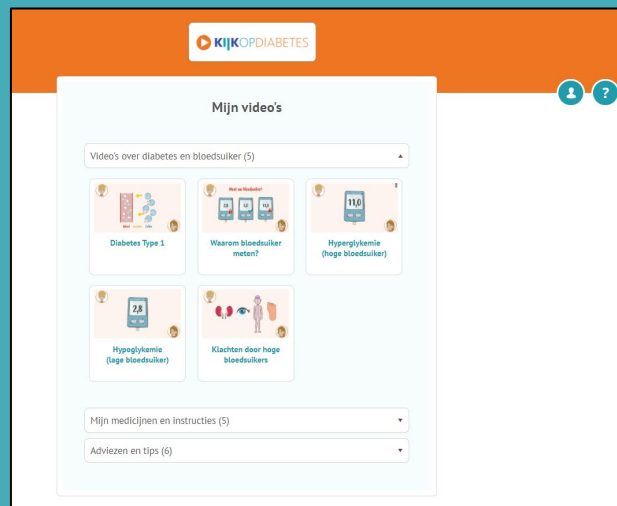 KIJKOPDIABETES
?
Mijn video's
Video's over diabetes en bloedsuiker (5)
Diabetes Type 1
Waarom bloedsuiker
meten?
11,0
Hyperglykemie
(hoge bloedsuiker)
2,8
Hypoglykemie
(lage bloedsuiker)
Klachten door hoge
bloedsuikers
Mijn medicijnen en instructies (5)
Adviezen en tips (6)